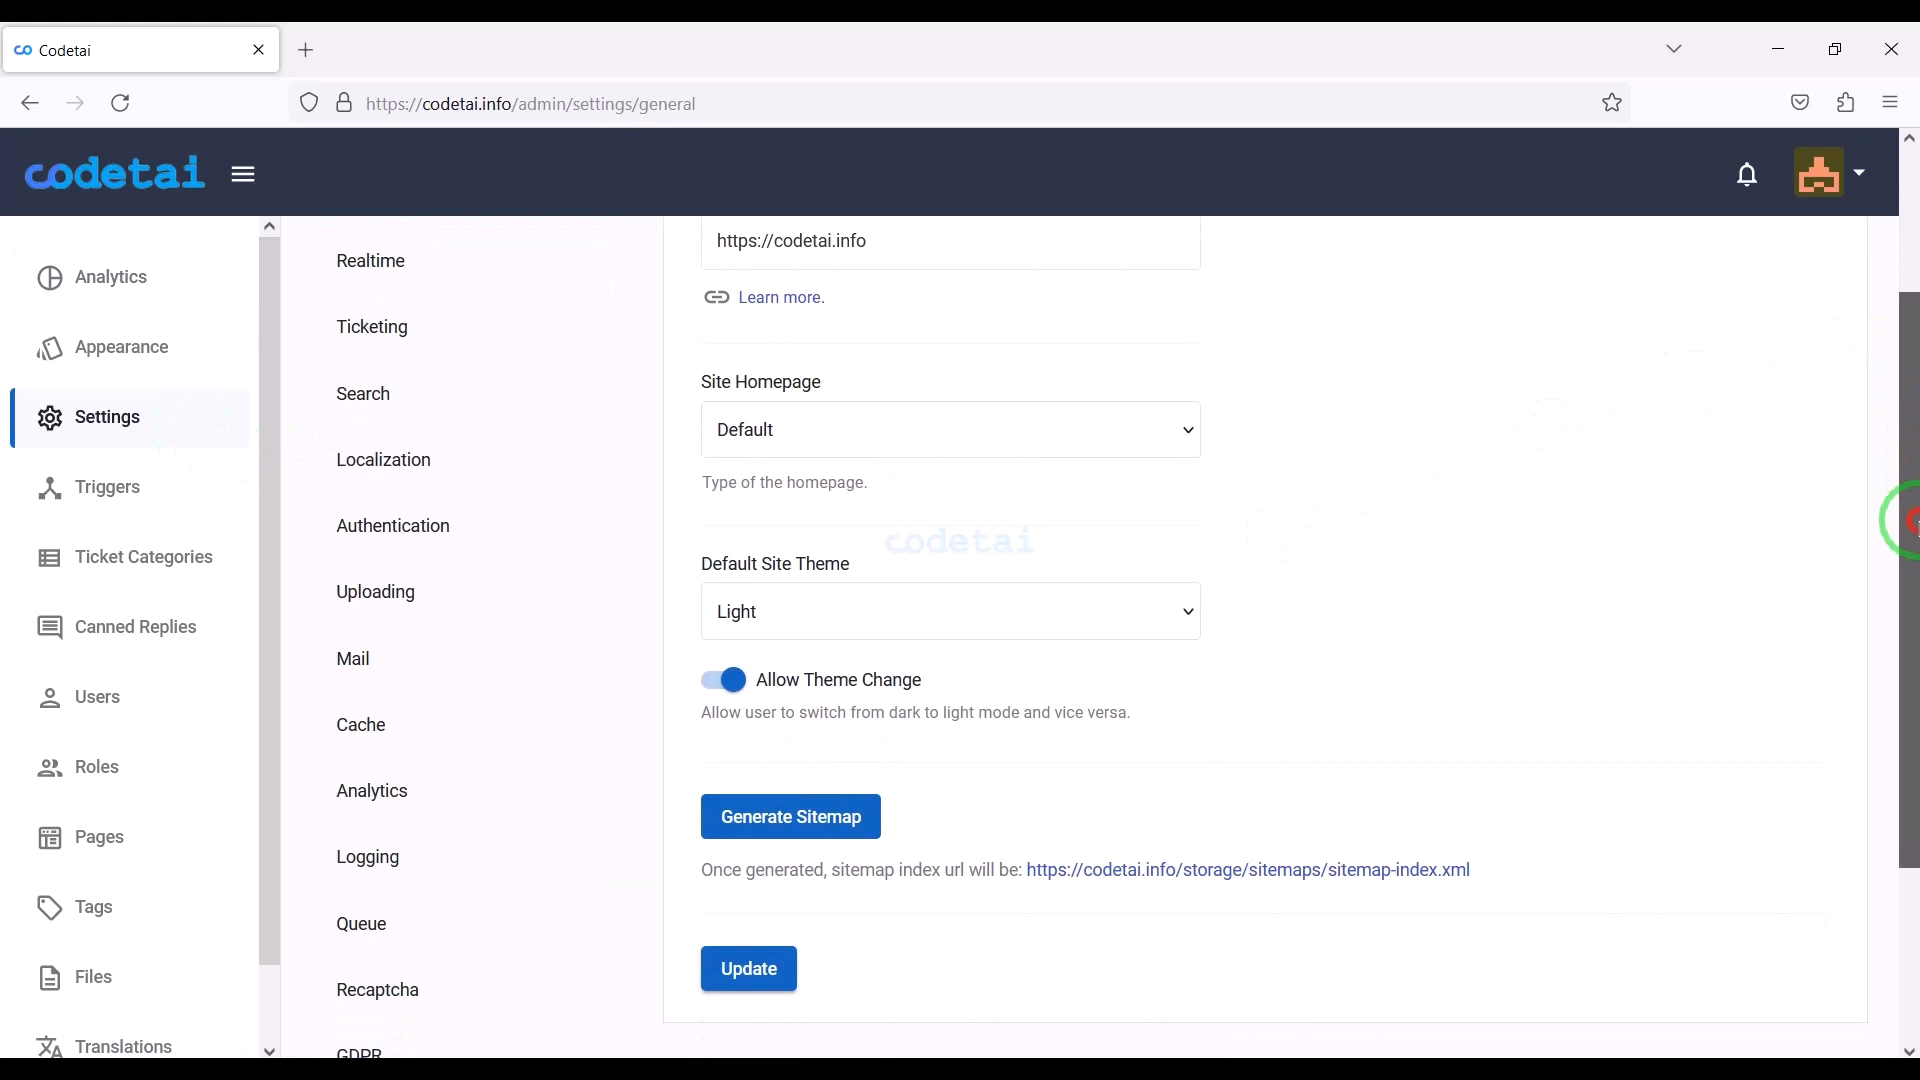 Codetai
https://codetai.info/admin/settings/general
codetai
Analytics
Appearance
Settings
Triggers
Ticket Categories
Canned Replies
Users
Roles
Pages
Tags
Files
Translations
Realtime
Ticketing
Search
Localization
Authentication
Uploading
Mail
Cache
Analytics
Logging
Queue
Recaptcha
GDPR
https://codetai.info
Learn more.
Site Homepage
Default
Type of the homepage.
codetai
Default Site Theme
Light
Allow Theme Change
Allow user to switch from dark to light mode and vice versa.
Generate Sitemap
Once generated, sitemap index url will be: https://codetai.info/storage/sitemaps/sitemap-index.xml
Update